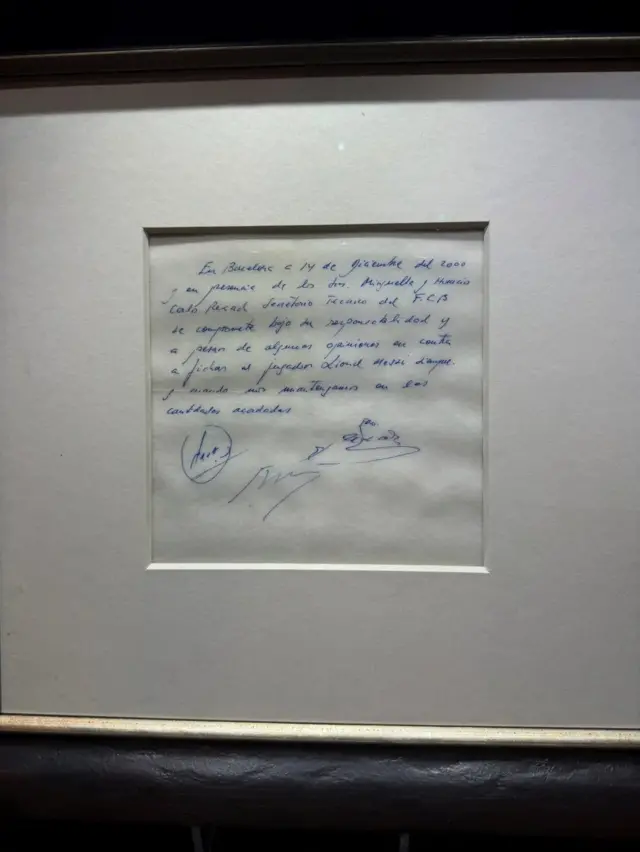 En Barcelona a 14 de Diciembre del 2000
y en presencia de los Sres. Minguella y Horacio
Carlo Rexach Secretario Tecnico del F.C.B
se compromete bajo su responsabilidad y
a pesar de algunas opiniones en contra
a fichar al jugador Lionel Messi siempre
y cuando nos mantengamos en las
cantidades acordadas